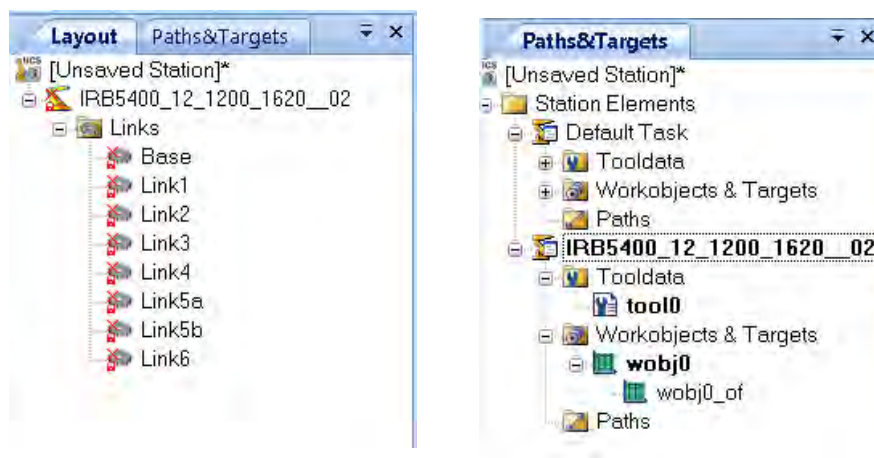 Layout Paths&Targets
[Unsaved Station]*
IRB5400_12_1200_1620__02
Links
Base
Link1
Link2
Link3
Link4
Link5a
Link5b
Link6
Paths&Targets
[Unsaved Station]*
Station Elements
Default Task
Tooldata
Workobjects & Targets
Paths
IRB5400_12_1200_1620__02
Tooldata
tool0
Workobjects & Targets
wobj0
wobj0_of
Paths